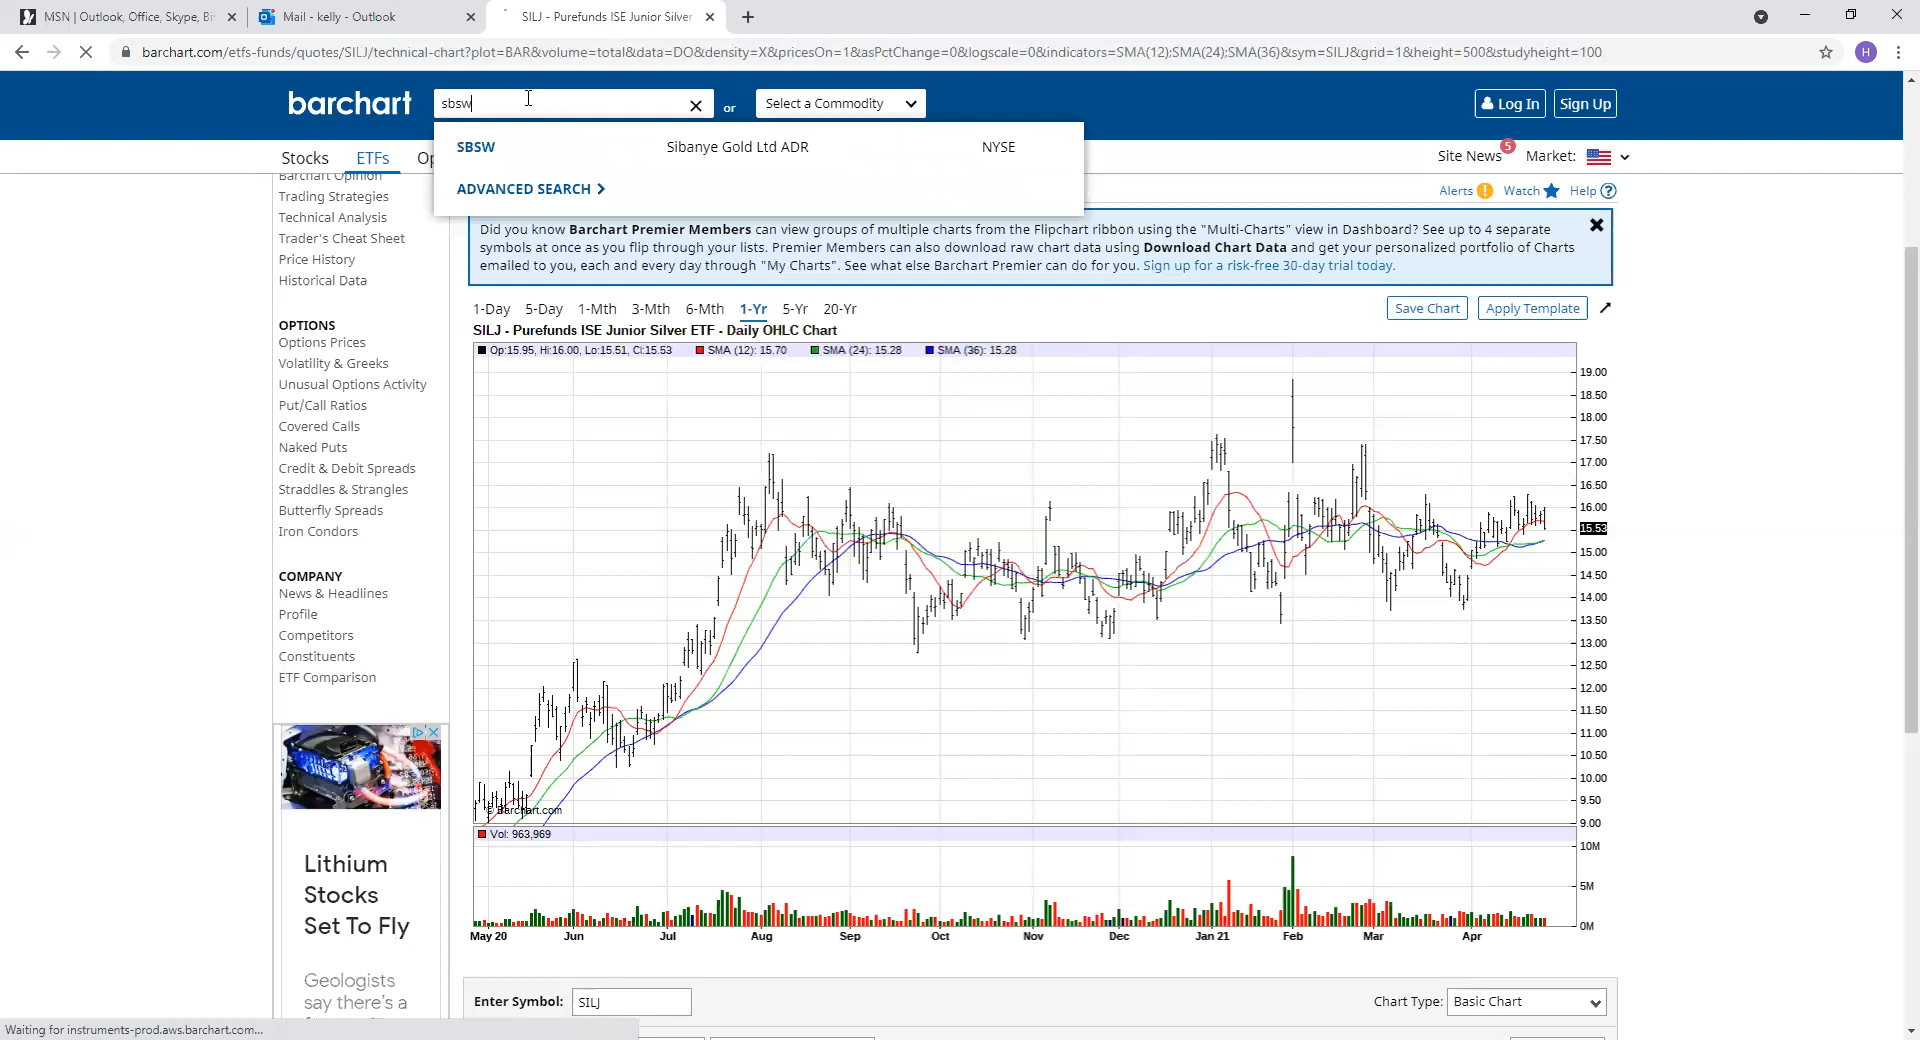 MSN | Outlook, Office, Skype, Bi
Mail - kelly - Outlook
SILJ - Purefunds ISE Junior Silver
barchart.com/etfs-funds/quotes/SILJ/technical-chart?plot=BAR&volume=total&data=DO&density=X&pricesOn=1&asPctChange=0&logscale=0&indicators=SMA(12);SMA(24);SMA(36)&sym=SILJ&grid=1&height=500&studyheight=100
H
barchart
sbsw
or
Select a Commodity
Log In
Sign Up
SBSW Sibanye Gold Ltd ADR NYSE
ADVANCED SEARCH
Stocks
ETFs
Op
Site News 5
Market:
Alerts
Watch
Help
Barchart Opinion
Trading Strategies
Technical Analysis
Trader's Cheat Sheet
Price History
Historical Data
OPTIONS
Options Prices
Volatility & Greeks
Unusual Options Activity
Put/Call Ratios
Covered Calls
Naked Puts
Credit & Debit Spreads
Straddles & Strangles
Butterfly Spreads
Iron Condors
COMPANY
News & Headlines
Profile
Competitors
Constituents
ETF Comparison
Lithium
Stocks
Set To Fly
Geologists
say there's a
Did you know Barchart Premier Members can view groups of multiple charts from the Flipchart ribbon using the "Multi-Charts" view in Dashboard? See up to 4 separate
symbols at once as you flip through your lists. Premier Members can also download raw chart data using Download Chart Data and get your personalized portfolio of Charts
emailed to you, each and every day through "My Charts". See what else Barchart Premier can do for you. Sign up for a risk-free 30-day trial today.
1-Day 5-Day 1-Mth 3-Mth 6-Mth 1-Yr 5-Yr 20-Yr
Save Chart
Apply Template
SILJ - Purefunds ISE Junior Silver ETF - Daily OHLC Chart
Op:15.95, Hi:16.00, Lo:15.51, Cl:15.53 SMA (12): 15.70 SMA (24): 15.28 SMA (36): 15.28
19.00
18.50
18.00
17.50
17.00
16.50
16.00
15.53
15.00
14.50
14.00
13.50
13.00
12.50
12.00
11.50
11.00
10.50
10.00
9.50
9.00
© Barchart.com
Vol: 963,969
10M
5M
0M
May 20 Jun Jul Aug Sep Oct Nov Dec Jan 21 Feb Mar Apr
Enter Symbol: SILJ
Chart Type: Basic Chart
Waiting for instruments-prod.aws.barchart.com...